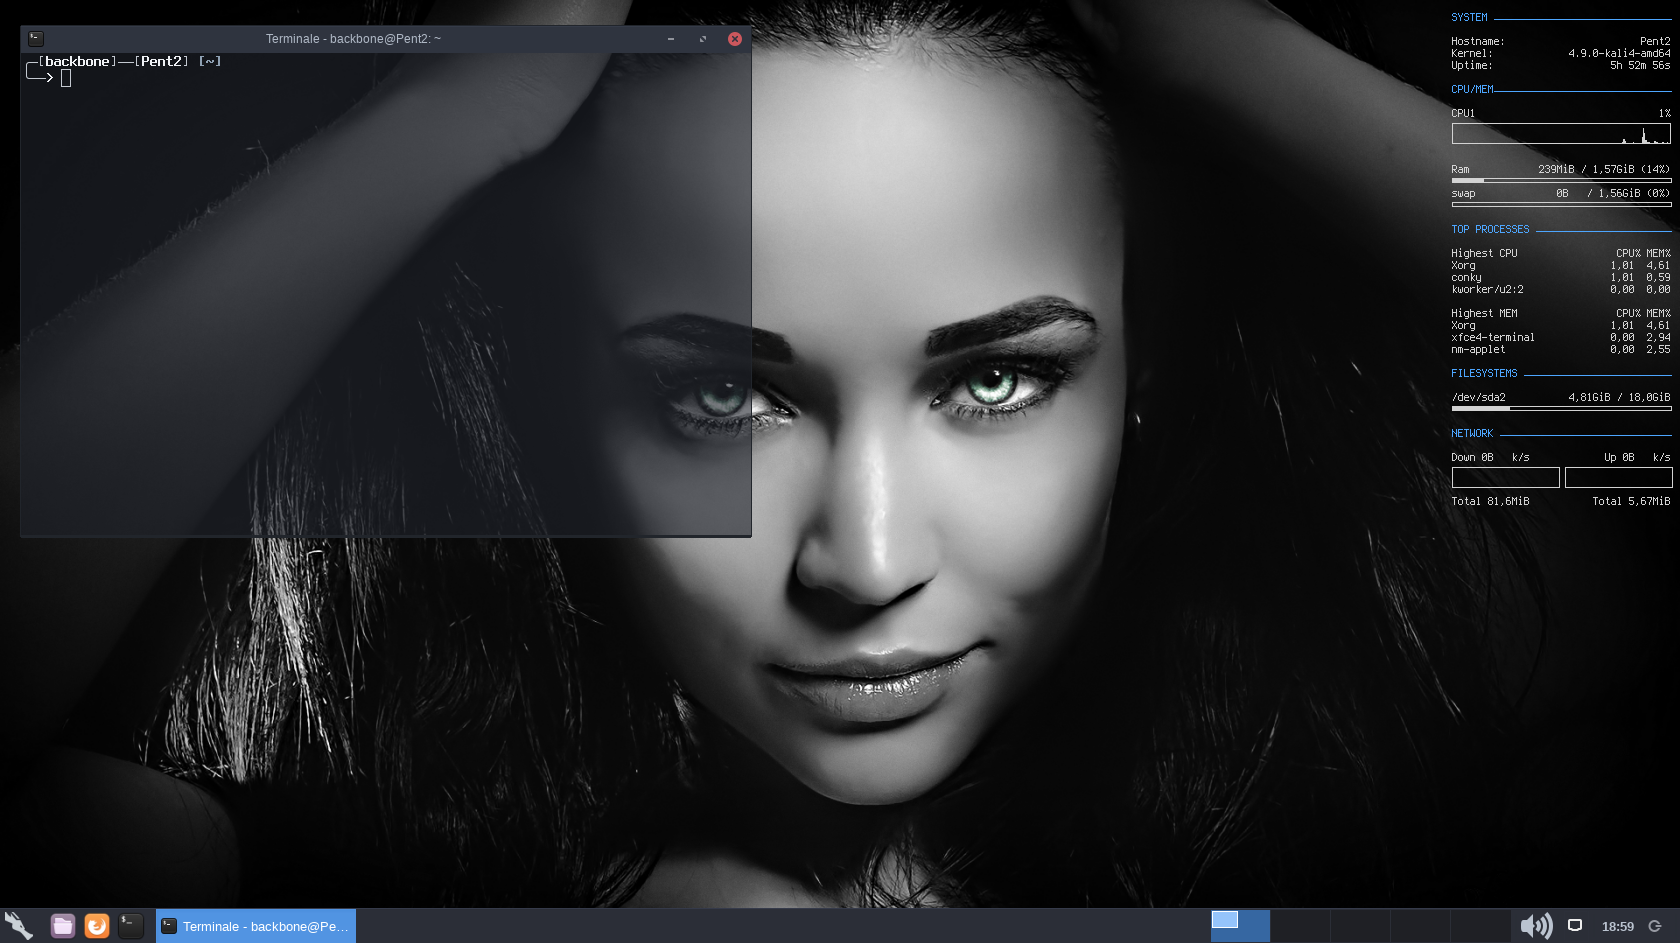 Terminale - backbone@Pent2: ~
[backbone]—[Pent2] [~]
>
SYSTEM
Hostname: Pent2
Kernel: 4.9.0-kali4-amd64
Uptime: 5h 52m 56s
CPU/MEM
CPU1 1%
Ram 239MiB / 1,57GiB (14%)
swap 0B / 1,56GiB (0%)
TOP PROCESSES
Highest CPU CPU% MEM%
Xorg 1,01 4,61
conky 1,01 0,59
kworker/u2:2 0,00 0,00
Highest MEM CPU% MEM%
Xorg 1,01 4,61
xfce4-terminal 0,00 2,94
nm-applet 0,00 2,55
FILESYSTEMS
/dev/sda2 4,81GiB / 18,0GiB
NETWORK
Down 0B k/s Up 0B k/s
Total 81,6MiB Total 5,67MiB
Terminale - backbone@Pe... 18:59